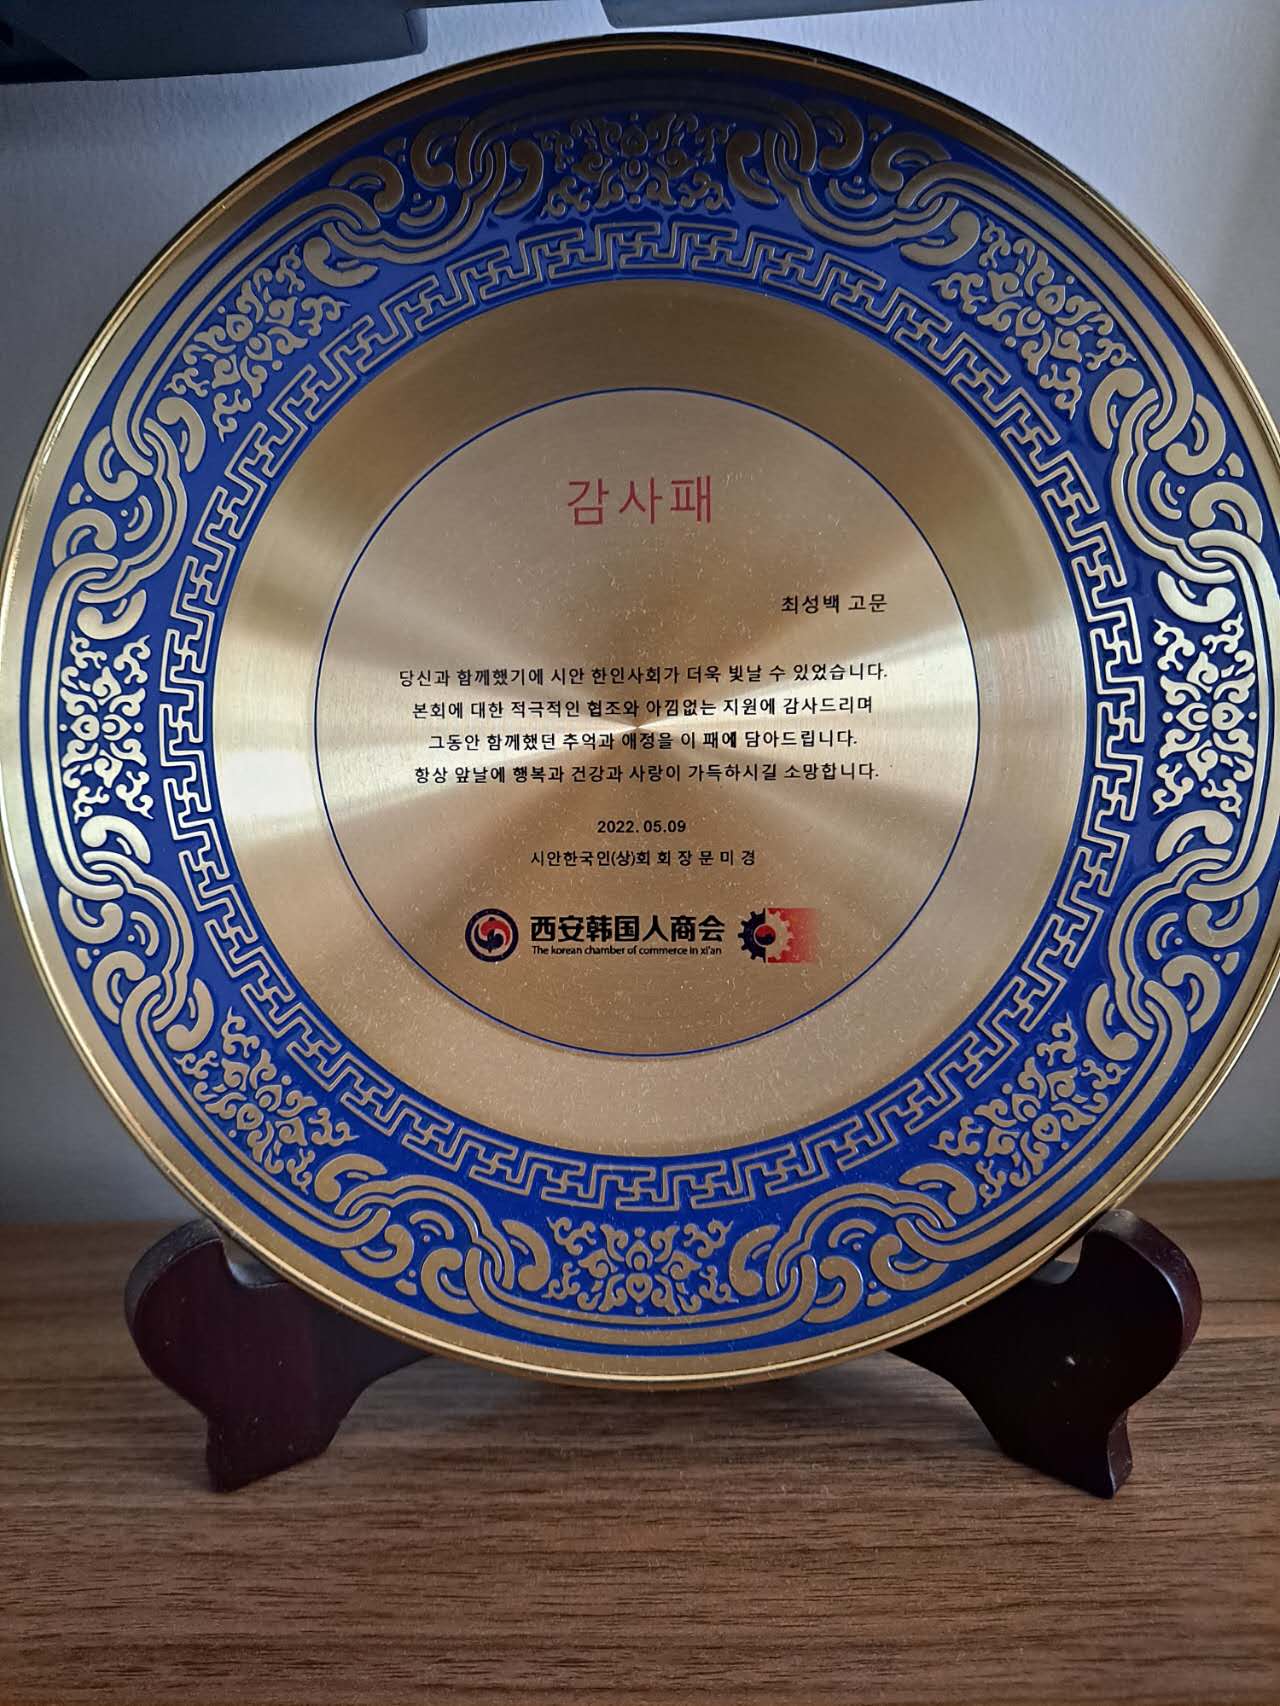 감사패
최성백 고문
당신과 함께했기에 시안 한인사회가 더욱 빛날 수 있었습니다.
본회에 대한 적극적인 협조와 아낌없는 지원에 감사드리며
그동안 함께했던 추억과 애정을 이 패에 담아드립니다.
항상 앞날에 행복과 건강과 사랑이 가득하시길 소망합니다.
2022. 05.09
시안한국인(상)회 회 장 문 미 경
西安韩国人商会
The korean chamber of commerce in xi'an